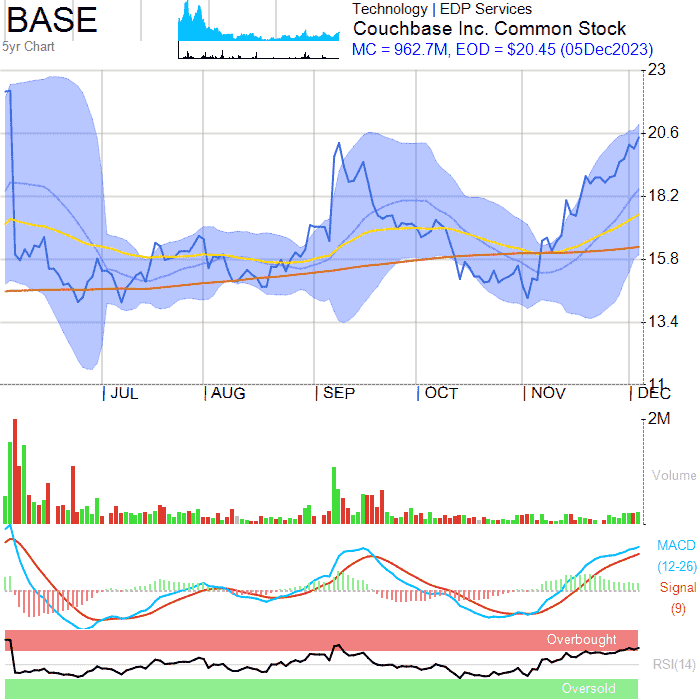 BASE
5yr Chart
Technology | EDP Services
Couchbase Inc. Common Stock
MC = 962.7M, EOD = $20.45 (05Dec2023)
23
20.6
18.2
15.8
13.4
11
JUL AUG SEP OCT NOV DEC
2M
Volume
MACD
(12-26)
Signal
(9)
Overbought
RSI(14)
Oversold